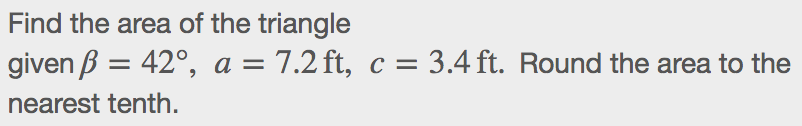 Find the area of the triangle
given β = 42°, a = 7.2 ft, c = 3.4 ft. Round the area to the
nearest tenth.